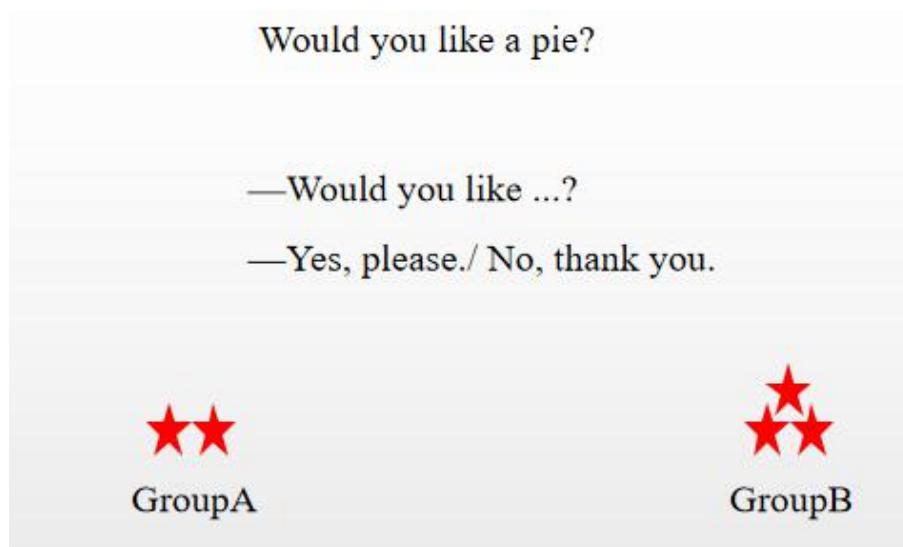 Would you like a pie?
—Would you like ...?
—Yes, please./ No, thank you.
GroupA
GroupB